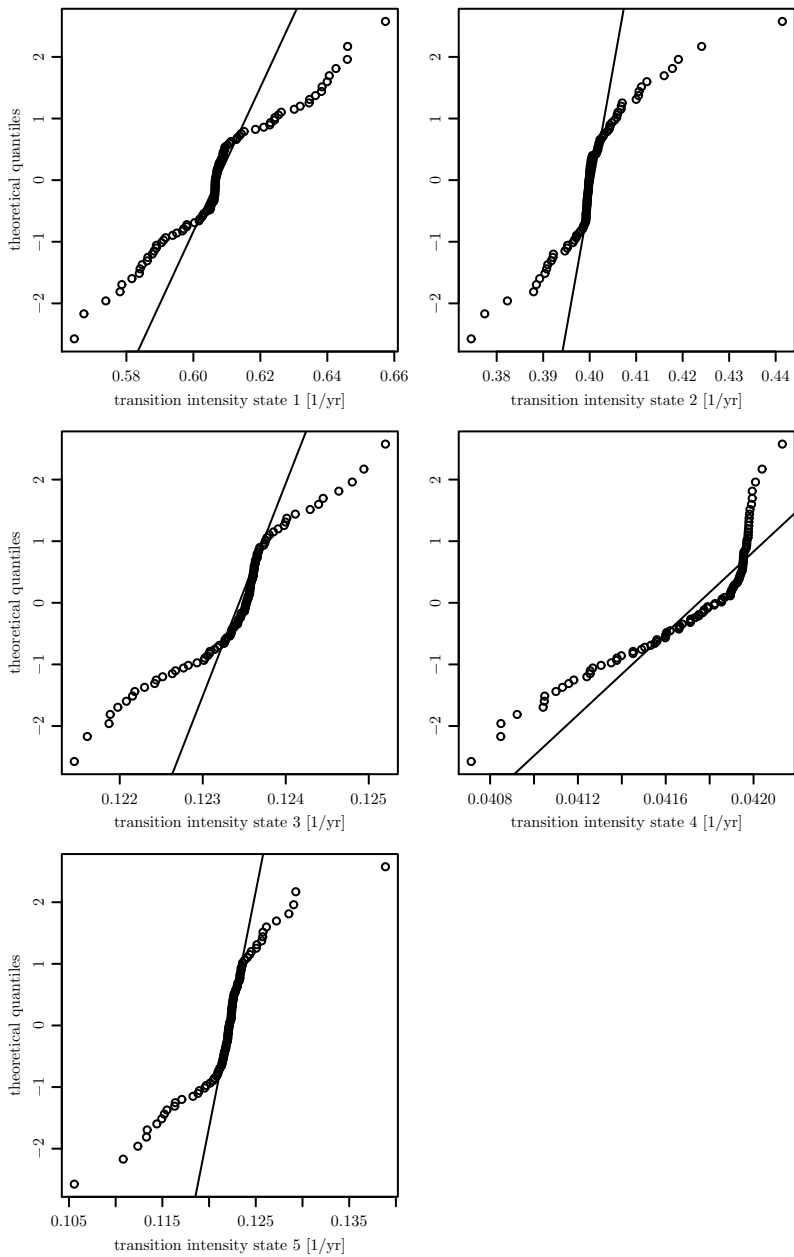 2
1
0
−1
−2
theoretical quantiles
0.58 0.60 0.62 0.64 0.66
transition intensity state 1 [1/yr]
2
1
0
−1
−2
0.38 0.39 0.40 0.41 0.42 0.43 0.44
transition intensity state 2 [1/yr]
2
1
0
−1
−2
theoretical quantiles
0.122 0.123 0.124 0.125
transition intensity state 3 [1/yr]
2
1
0
−1
−2
0.0408 0.0412 0.0416 0.0420
transition intensity state 4 [1/yr]
2
1
0
−1
−2
theoretical quantiles
0.105 0.115 0.125 0.135
transition intensity state 5 [1/yr]